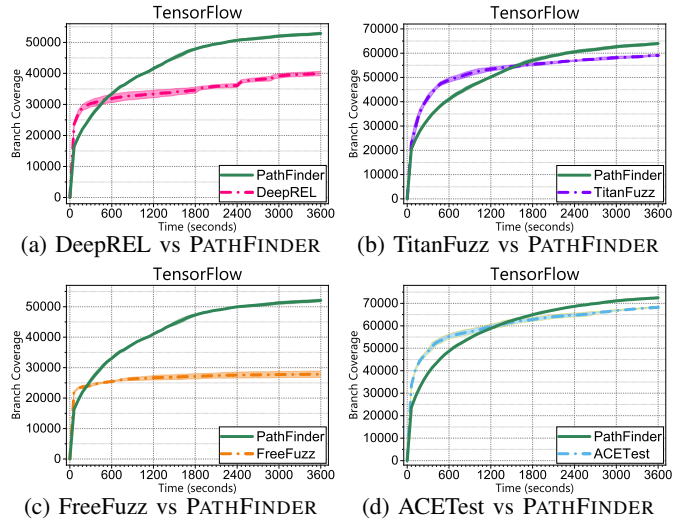 TensorFlow
50000
40000
30000
20000
10000
0
Branch Coverage
PathFinder
DeepREL
0 600 1200 1800 2400 3000 3600
Time (seconds)
(a) DeepREL vs PATHFINDER
TensorFlow
70000
60000
50000
40000
30000
20000
10000
0
Branch Coverage
PathFinder
TitanFuzz
0 600 1200 1800 2400 3000 3600
Time (seconds)
(b) TitanFuzz vs PATHFINDER
TensorFlow
50000
40000
30000
20000
10000
0
Branch Coverage
PathFinder
FreeFuzz
0 600 1200 1800 2400 3000 3600
Time (seconds)
(c) FreeFuzz vs PATHFINDER
TensorFlow
70000
60000
50000
40000
30000
20000
10000
0
Branch Coverage
PathFinder
ACETest
0 600 1200 1800 2400 3000 3600
Time (seconds)
(d) ACETest vs PATHFINDER